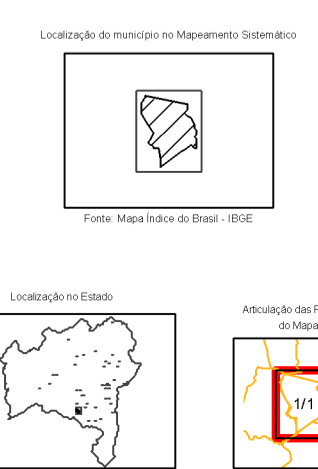 Localização do município no Mapeamento Sistemático
Fonte: Mapa Índice do Brasil - IBGE
Localização no Estado
Articulação das
do Mapa
1/1